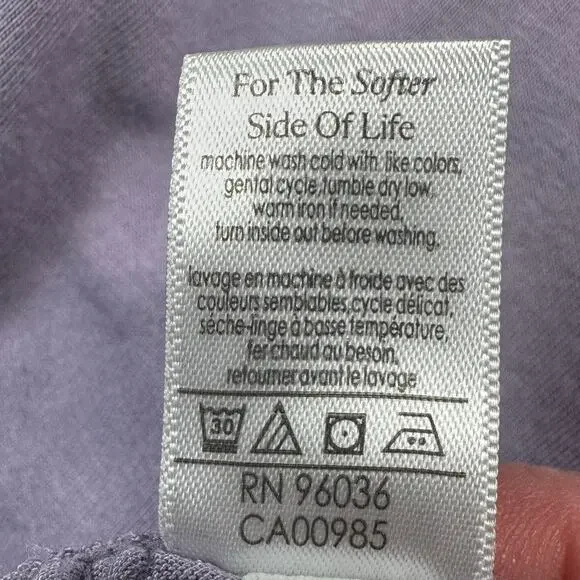 For The Softer
Side Of Life
machine wash cold with like colors,
gental cycle, tumble dry low
warm iron if needed,
turn inside out before washing.
lavage en machine à froide avec des
couleurs semblables, cycle délicat,
séche-linge à basse température,
fer chaud au besoin,
retourner avant le lavage
30
RN 96036
CA00985